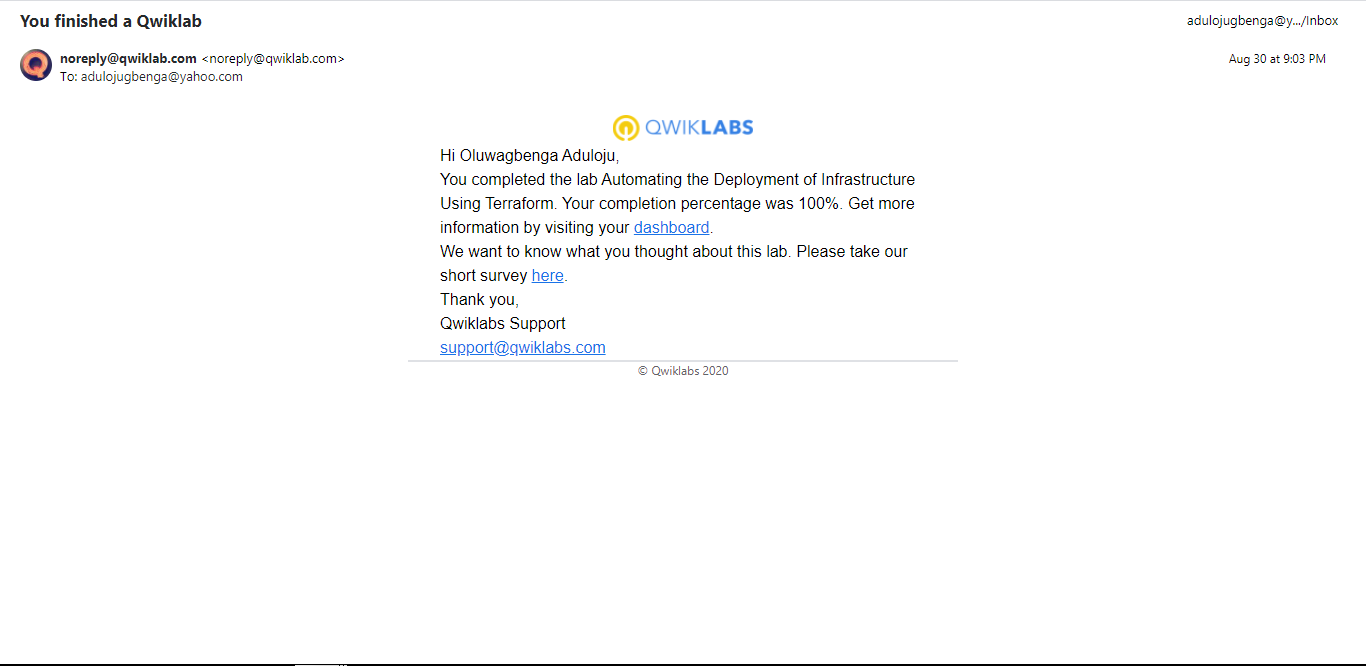 You finished a Qwiklab
adulojugbenga@y.../Inbox
noreply@qwiklab.com <noreply@qwiklab.com>
Aug 30 at 9:03 PM
To: adulojugbenga@yahoo.com
QWIKLABS
Hi Oluwagbenga Aduloju,
You completed the lab Automating the Deployment of Infrastructure
Using Terraform. Your completion percentage was 100%. Get more
information by visiting your dashboard.
We want to know what you thought about this lab. Please take our
short survey here.
Thank you,
Qwiklabs Support
support@qwiklabs.com
© Qwiklabs 2020